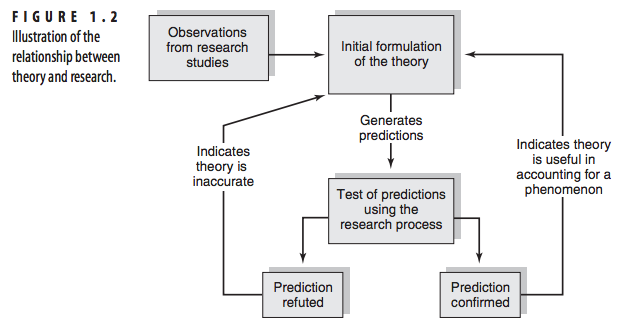 FIGURE 1.2
Illustration of the
relationship between
theory and research.
Observations
from research
studies
Initial formulation
of the theory
Generates
predictions
Indicates
theory is
inaccurate
Indicates theory
is useful in
accounting for a
phenomenon
Test of predictions
using the
research process
Prediction
refuted
Prediction
confirmed